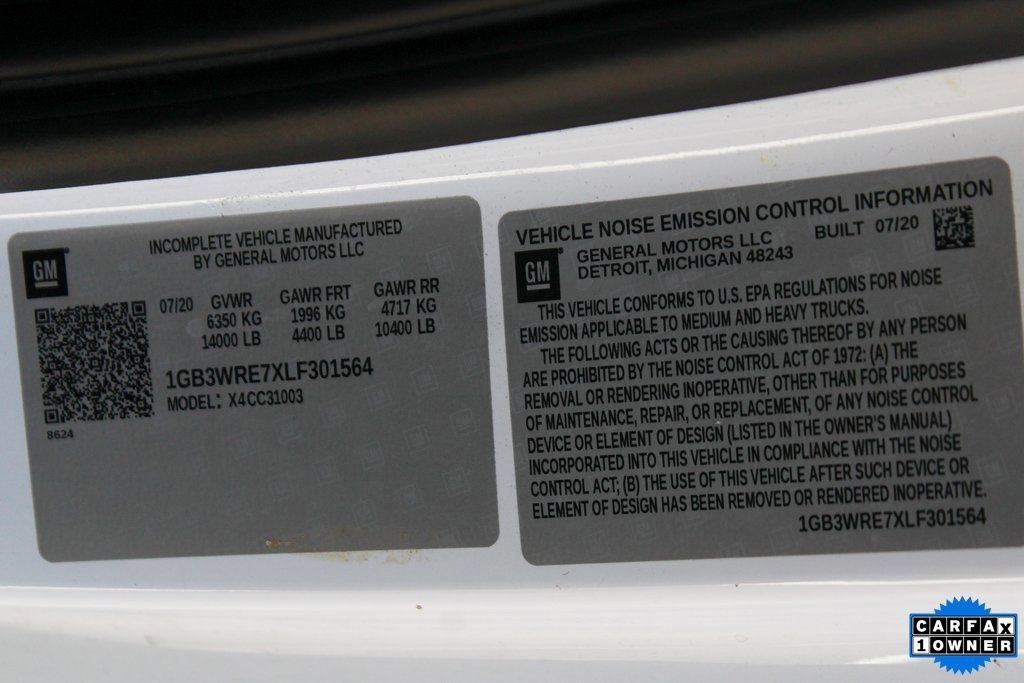 INCOMPLETE VEHICLE MANUFACTURED
BY GENERAL MOTORS LLC
GM
07/20 GVWR GAWR FRT GAWR RR
6350 KG 1996 KG 4717 KG
14000 LB 4400 LB 10400 LB
1GB3WRE7XLF301564
MODEL: X4CC31003
8624
VEHICLE NOISE EMISSION CONTROL INFORMATION
GM
GENERAL MOTORS LLC BUILT 07/20
DETROIT, MICHIGAN 48243
THIS VEHICLE CONFORMS TO U.S. EPA REGULATIONS FOR NOISE
EMISSION APPLICABLE TO MEDIUM AND HEAVY TRUCKS.
THE FOLLOWING ACTS OR THE CAUSING THEREOF BY ANY PERSON
ARE PROHIBITED BY THE NOISE CONTROL ACT OF 1972: (A) THE
REMOVAL OR RENDERING INOPERATIVE, OTHER THAN FOR PURPOSES
OF MAINTENANCE, REPAIR, OR REPLACEMENT, OF ANY NOISE CONTROL
DEVICE OR ELEMENT OF DESIGN (LISTED IN THE OWNER'S MANUAL)
INCORPORATED INTO THIS VEHICLE IN COMPLIANCE WITH THE NOISE
CONTROL ACT; (B) THE USE OF THIS VEHICLE AFTER SUCH DEVICE OR
ELEMENT OF DESIGN HAS BEEN REMOVED OR RENDERED INOPERATIVE.
1GB3WRE7XLF301564
CARFAX
1 OWNER